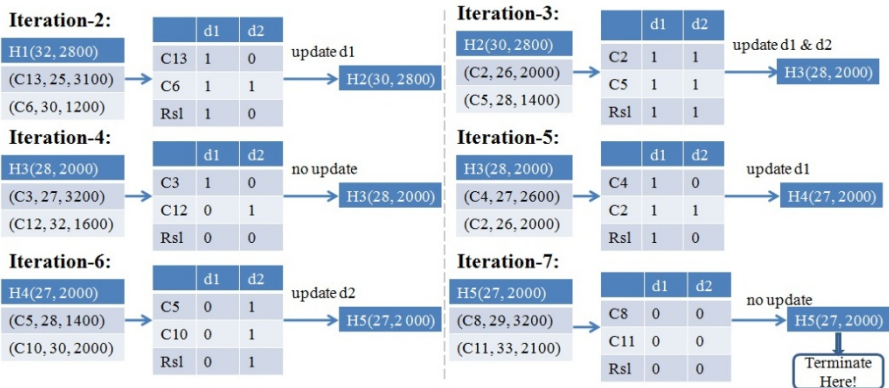 Iteration-2:
H1(32, 2800)
(C13, 25, 3100)
(C6, 30, 1200)
d1 d2
C13 1 0
C6 1 1
Rsl 1 0
update d1
H2(30, 2800)
Iteration-3:
H2(30, 2800)
(C2, 26, 2000)
(C5, 28, 1400)
d1 d2
C2 1 1
C5 1 1
Rsl 1 1
update d1 & d2
H3(28, 2000)
Iteration-4:
H3(28, 2000)
(C3, 27, 3200)
(C12, 32, 1600)
d1 d2
C3 1 0
C12 0 1
Rsl 0 0
no update
H3(28, 2000)
Iteration-5:
H3(28, 2000)
(C4, 27, 2600)
(C2, 26, 2000)
d1 d2
C4 1 0
C2 1 1
Rsl 1 0
update d1
H4(27, 2000)
Iteration-6:
H4(27, 2000)
(C5, 28, 1400)
(C10, 30, 2000)
d1 d2
C5 0 1
C10 0 1
Rsl 0 1
update d2
H5(27,2 000)
Iteration-7:
H5(27, 2000)
(C8, 29, 3200)
(C11, 33, 2100)
d1 d2
C8 0 0
C11 0 0
Rsl 0 0
no update
H5(27, 2000)
Terminate
Here!